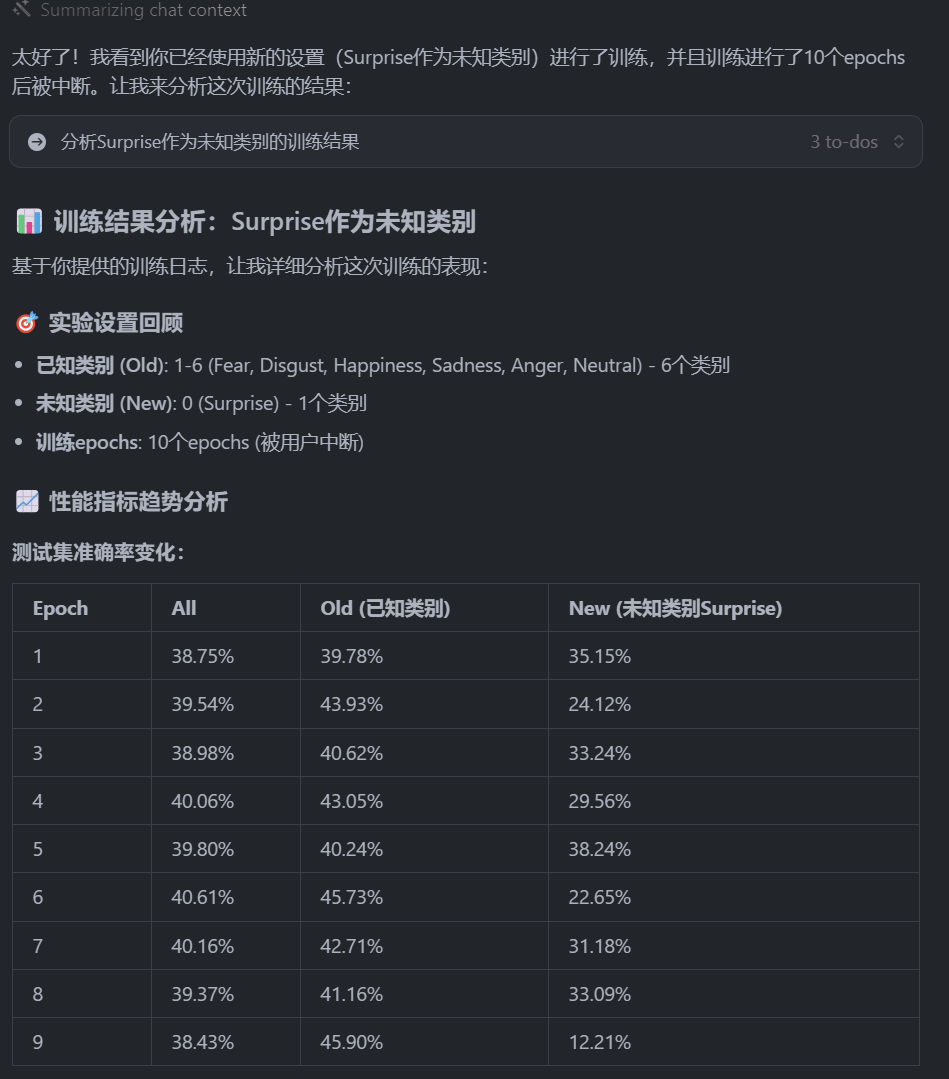 Summarizing chat context
太好了！我看到你已经使用新的设置（Surprise作为未知类别）进行了训练，并且训练进行了10个epochs
后被中断。让我来分析这次训练的结果：
分析Surprise作为未知类别的训练结果 3 to-dos
训练结果分析：Surprise作为未知类别
基于你提供的训练日志，让我详细分析这次训练的表现：
实验设置回顾
• 已知类别 (Old): 1-6 (Fear, Disgust, Happiness, Sadness, Anger, Neutral) - 6个类别
• 未知类别 (New): 0 (Surprise) - 1个类别
• 训练epochs: 10个epochs (被用户中断)
性能指标趋势分析
测试集准确率变化：
Epoch All Old (已知类别) New (未知类别Surprise)
1 38.75% 39.78% 35.15%
2 39.54% 43.93% 24.12%
3 38.98% 40.62% 33.24%
4 40.06% 43.05% 29.56%
5 39.80% 40.24% 38.24%
6 40.61% 45.73% 22.65%
7 40.16% 42.71% 31.18%
8 39.37% 41.16% 33.09%
9 38.43% 45.90% 12.21%